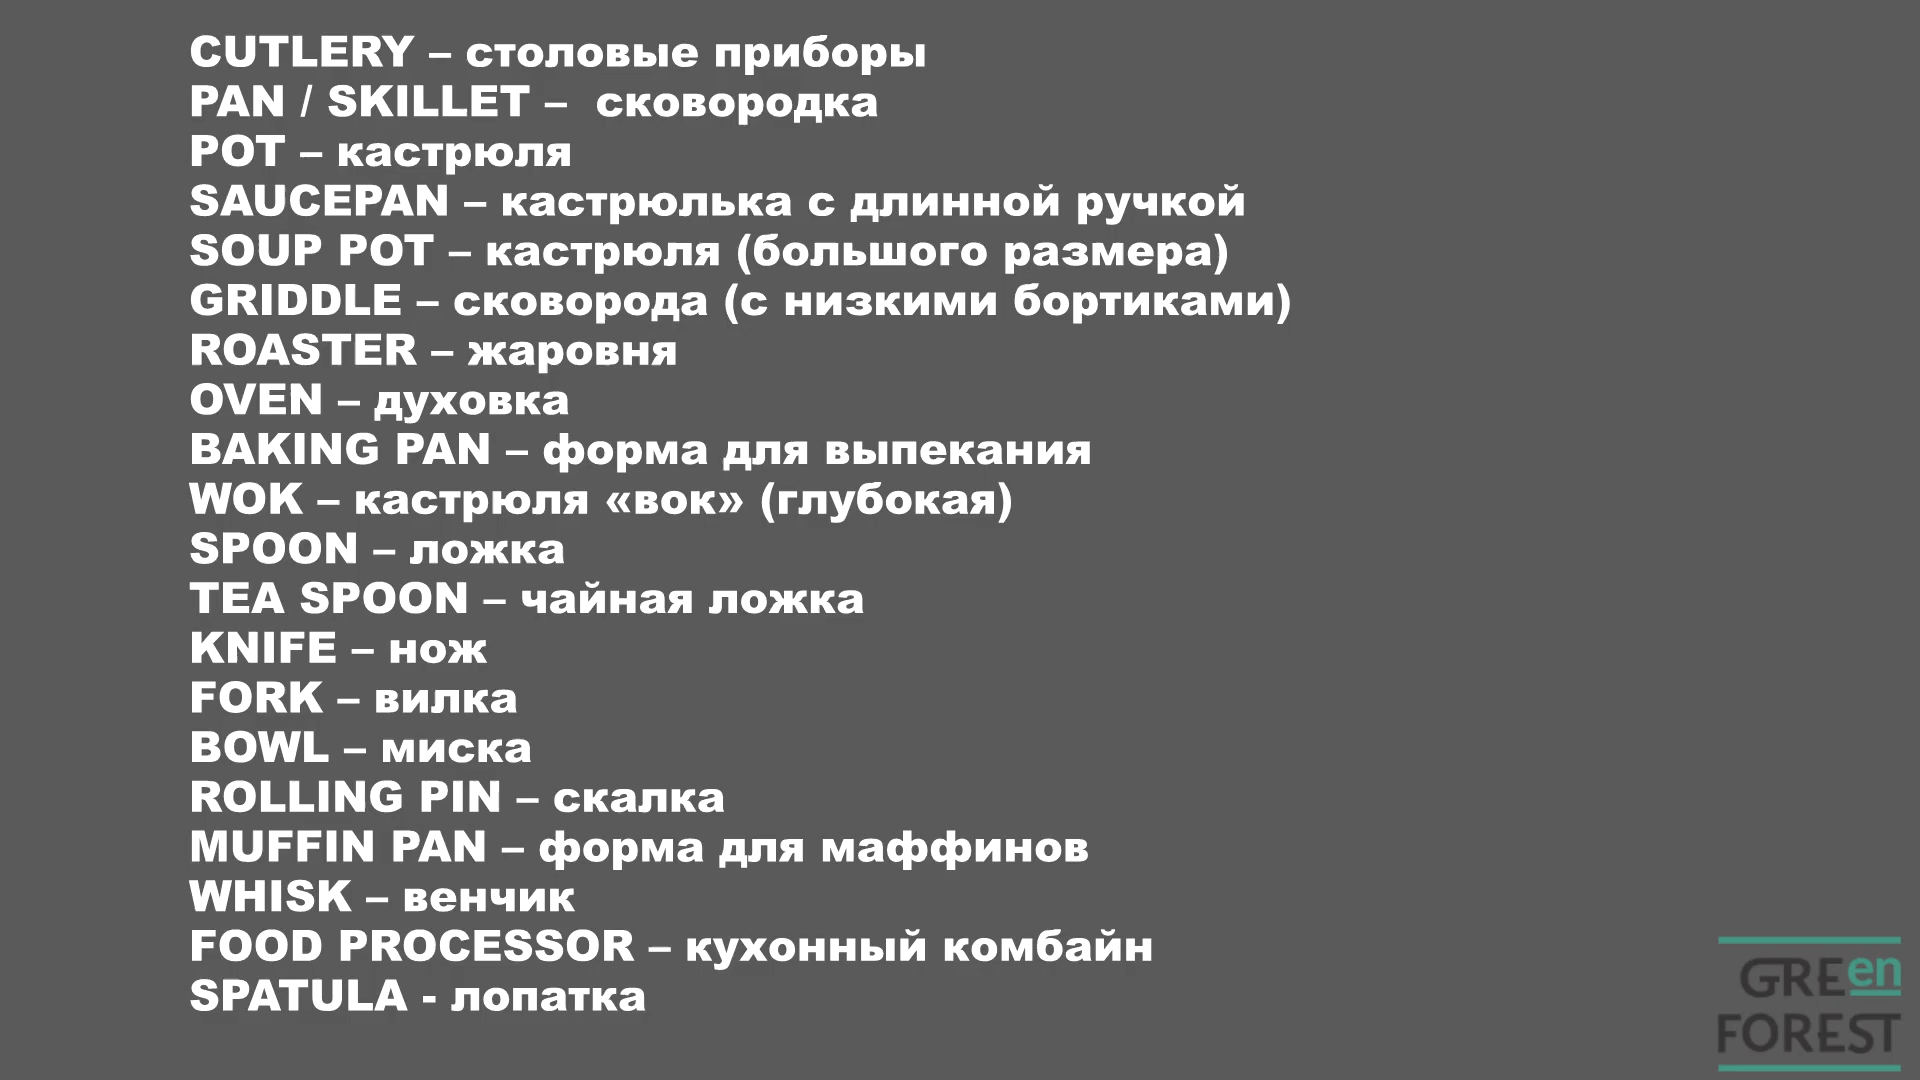 CUTLERY – столовые приборы
PAN / SKILLET –  сковородка
POT – кастрюля
SAUCEPAN – кастрюлька с длинной ручкой
SOUP POT – кастрюля (большого размера)
GRIDDLE – сковорода (с низкими бортиками)
ROASTER – жаровня
OVEN – духовка
BAKING PAN – форма для выпекания
WOK – кастрюля «вок» (глубокая)
SPOON – ложка
TEA SPOON – чайная ложка
KNIFE – нож
FORK – вилка
BOWL – миска
ROLLING PIN – скалка
MUFFIN PAN – форма для маффинов
WHISK – венчик
FOOD PROCESSOR – кухонный комбайн
SPATULA - лопатка
GREen
FOREST